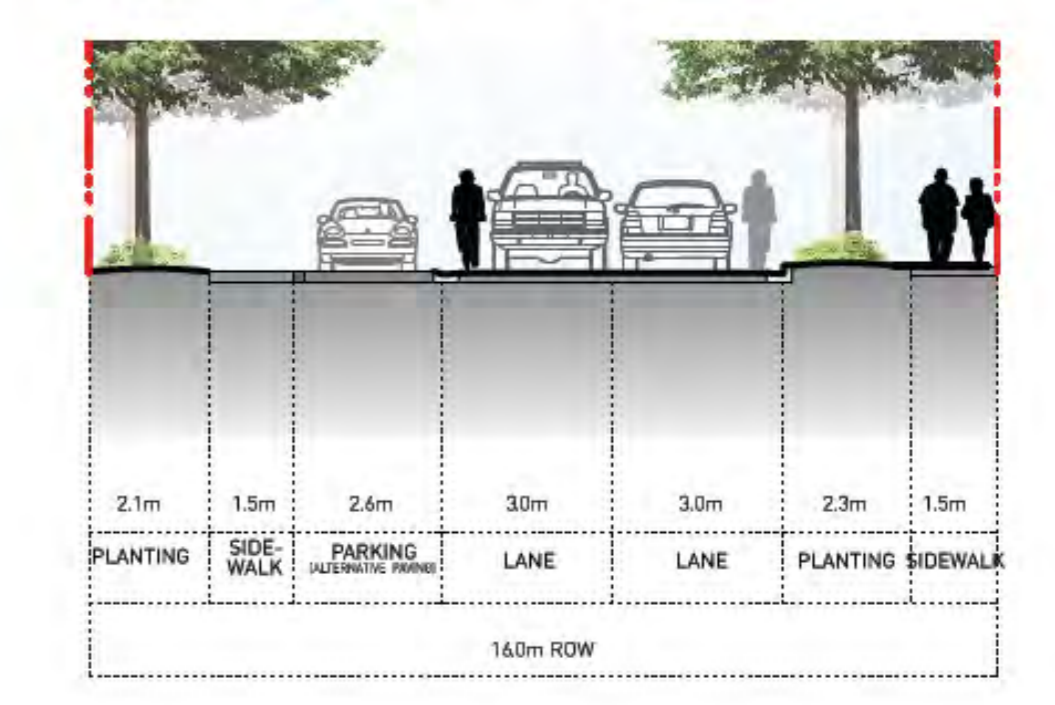 2.1m 1.5m 2.6m 3.0m 3.0m 2.3m 1.5m
PLANTING
SIDE-
WALK
PARKING
(ALTERNATIVE PAVING)
LANE
LANE
PLANTING
SIDEWALK
16.0m ROW